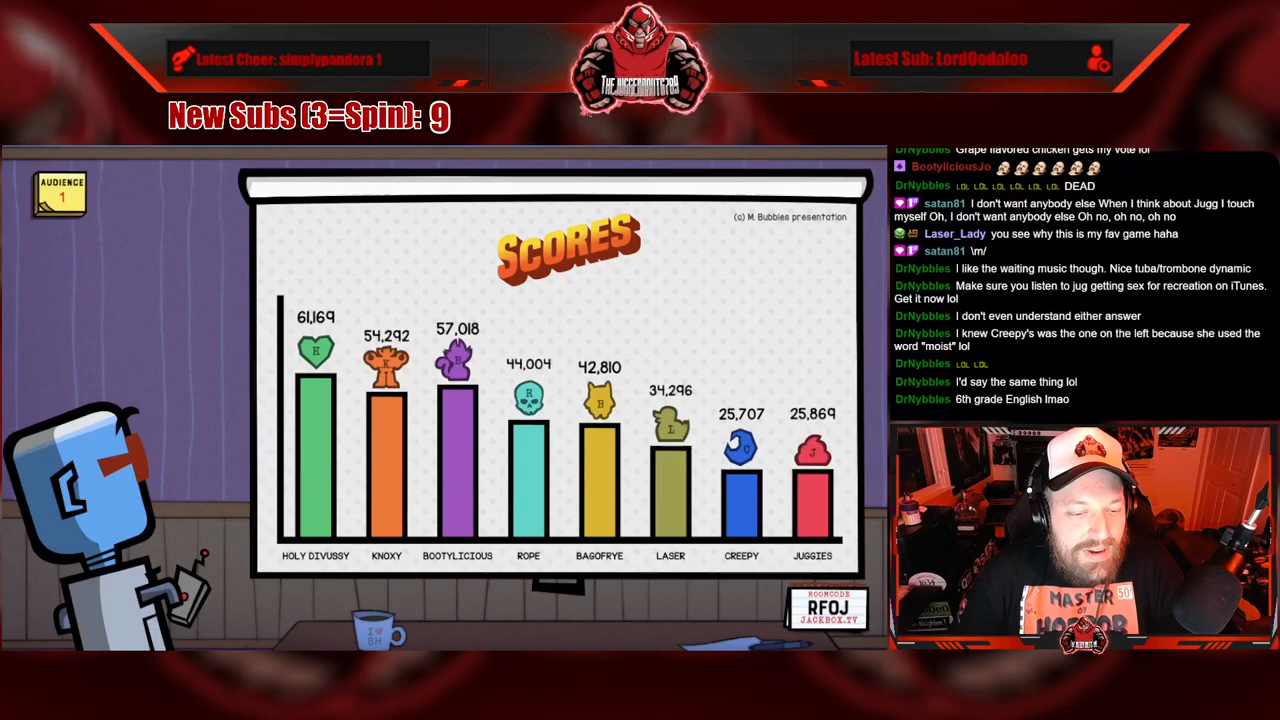 Latest Cheer: simplypandora 1
THEJUGGERNAUT6789
Latest Sub: LordOodaloo
New Subs (3=Spin): 9
AUDIENCE
1
(c) M. Bubbles presentation
SCORES
61,169
54,292
57,018
44,004
42,810
34,296
25,707
25,869
H
K
B
R
B
L
C
J
HOLY DIVUSSY
KNOXY
BOOTYLICIOUS
ROPE
BAGOFRYE
LASER
CREEPY
JUGGIES
ROOMCODE
RFOJ
JACKBOX.TV
I ♥
BH
DrNybbles Grape flavored chicken gets my vote lol
BootyliciousJo
DrNybbles LOL LOL LOL LOL LOL LOL DEAD
satan81 I don't want anybody else When I think about Jugg I touch
myself Oh, I don't want anybody else Oh no, oh no, oh no
Laser_Lady you see why this is my fav game haha
satan81 \m/
DrNybbles I like the waiting music though. Nice tuba/trombone dynamic
DrNybbles Make sure you listen to jug getting sex for recreation on iTunes.
Get it now lol
DrNybbles I don't even understand either answer
DrNybbles I knew Creepy's was the one on the left because she used the
word "moist" lol
DrNybbles LOL LOL
DrNybbles I'd say the same thing lol
DrNybbles 6th grade English lmao
MASTER
OF
HORROR
50¢